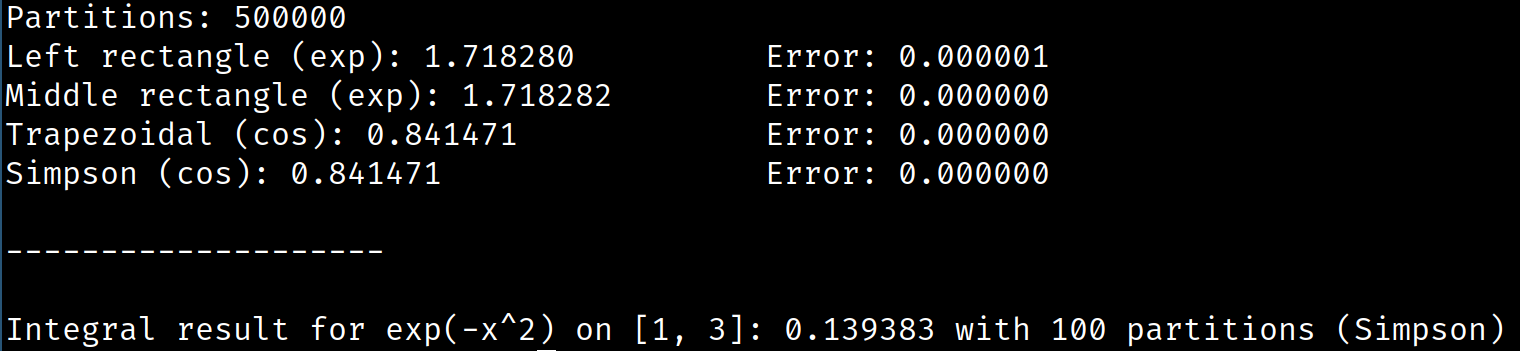 Partitions: 500000
Left rectangle (exp): 1.718280 Error: 0.000001
Middle rectangle (exp): 1.718282 Error: 0.000000
Trapezoidal (cos): 0.841471 Error: 0.000000
Simpson (cos): 0.841471 Error: 0.000000
--------------------
Integral result for exp(-x^2) on [1, 3]: 0.139383 with 100 partitions (Simpson)